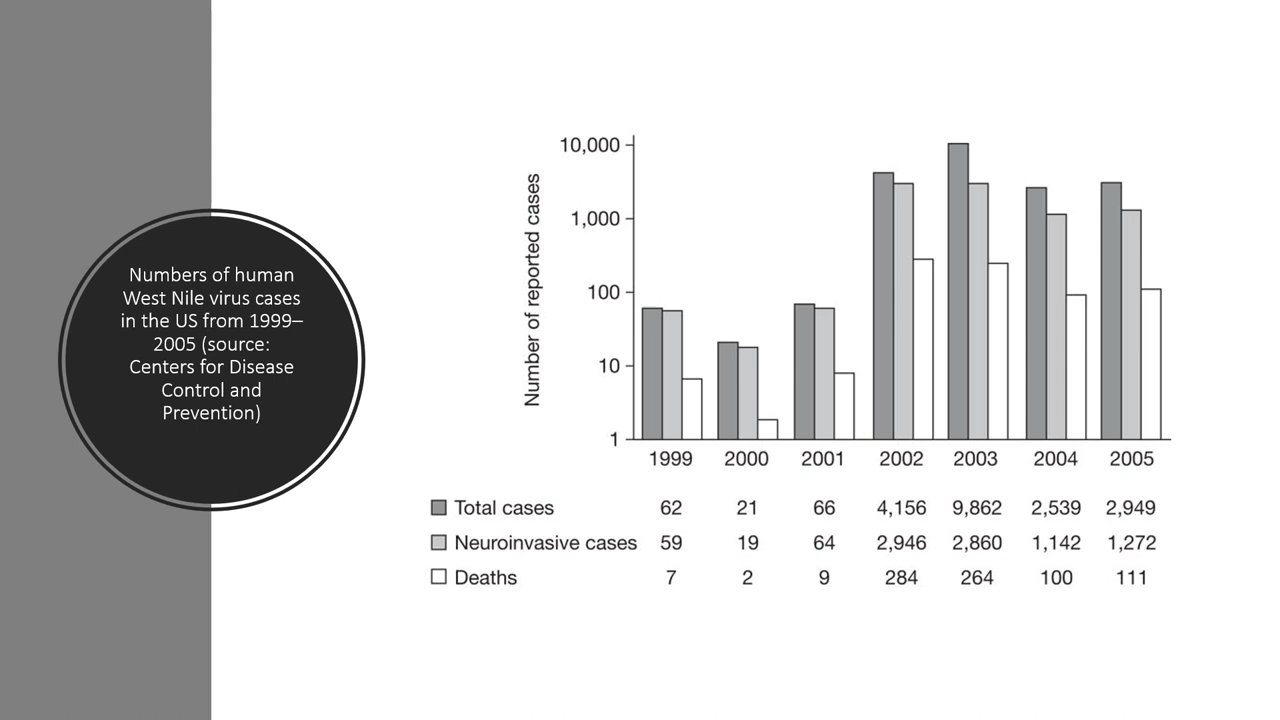 Numbers of human
West Nile virus cases
in the US from 1999–
2005 (source:
Centers for Disease
Control and
Prevention)
Number of reported cases
10,000
1,000
100
10
1
1999 2000 2001 2002 2003 2004 2005
Total cases 62 21 66 4,156 9,862 2,539 2,949
Neuroinvasive cases 59 19 64 2,946 2,860 1,142 1,272
Deaths 7 2 9 284 264 100 111